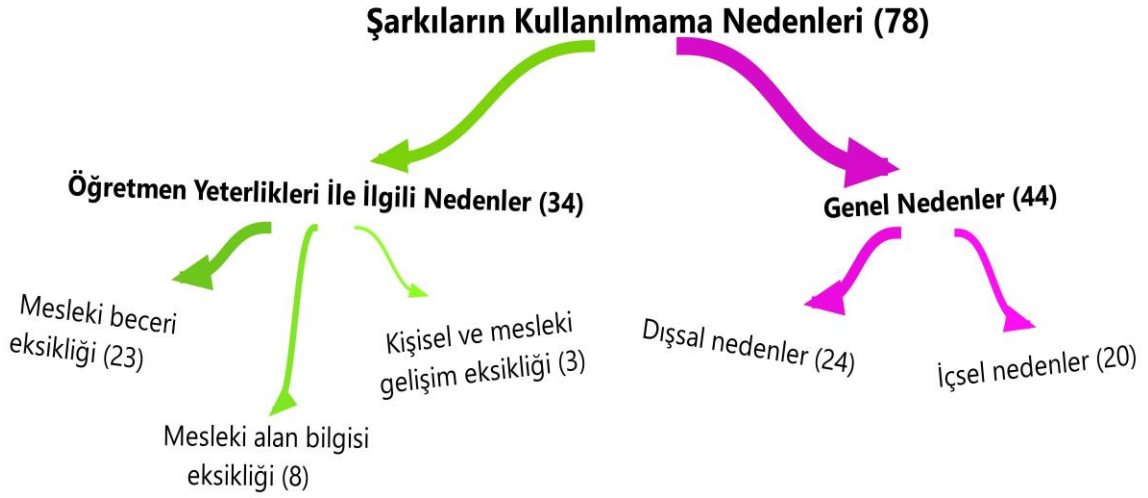 Şarkıların Kullanılmama Nedenleri (78)
Öğretmen Yeterlikleri İle İlgili Nedenler (34)
Genel Nedenler (44)
Mesleki beceri
eksikliği (23)
Mesleki alan bilgisi
eksikliği (8)
Kişisel ve mesleki
gelişim eksikliği (3)
Dışsal nedenler (24)
İçsel nedenler (20)